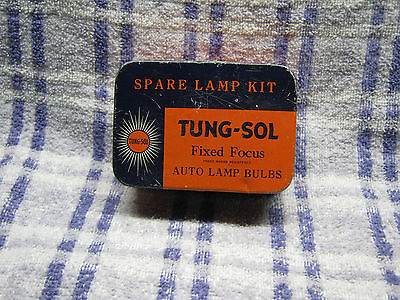 SPARE LAMP KIT
TUNG-SOL
TUNG-SOL
Fixed Focus
AUTO LAMP BULBS